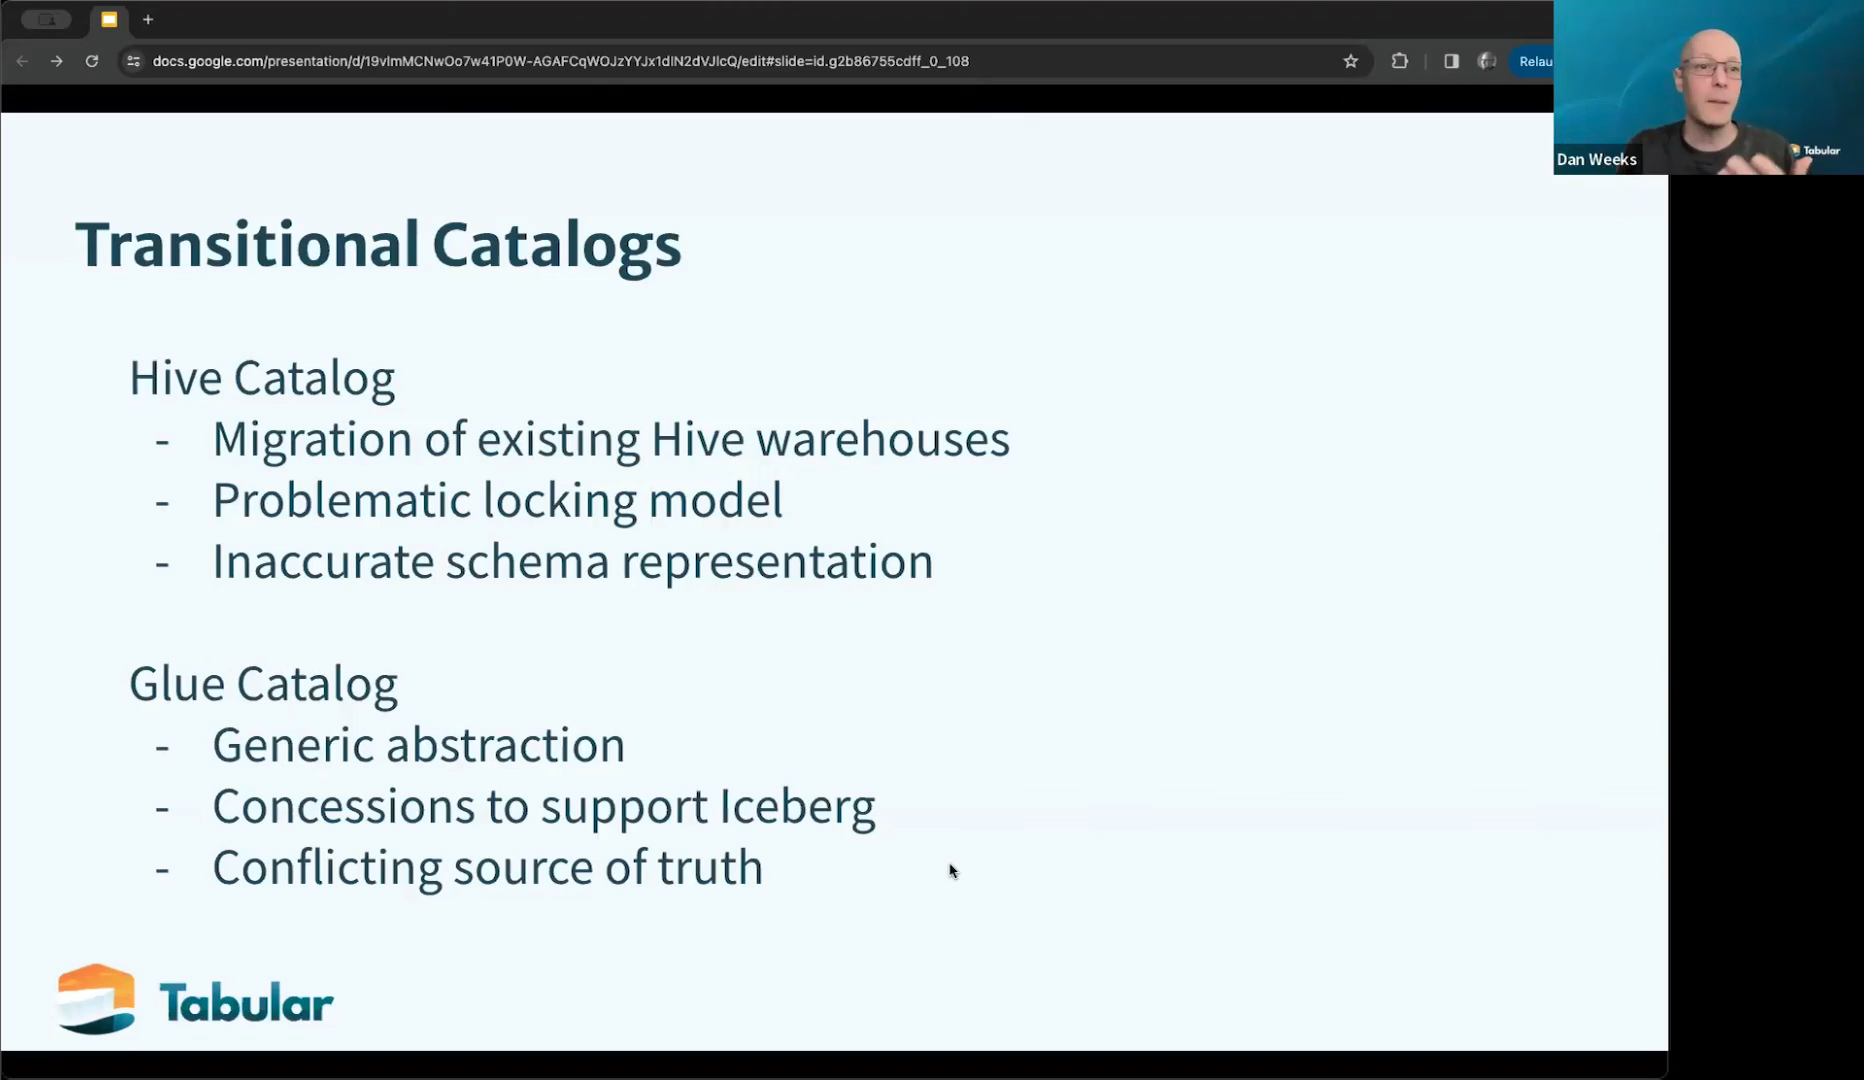 docs.google.com/presentation/d/19vlmMCNwOo7w41P0W-AGAFCqWOJzYYJx1dlN2dVJlcQ/edit#slide=id.g2b86755cdff_0_108
Relau
Tabular
Dan Weeks
Transitional Catalogs
Hive Catalog
- Migration of existing Hive warehouses
- Problematic locking model
- Inaccurate schema representation
Glue Catalog
- Generic abstraction
- Concessions to support Iceberg
- Conflicting source of truth
Tabular